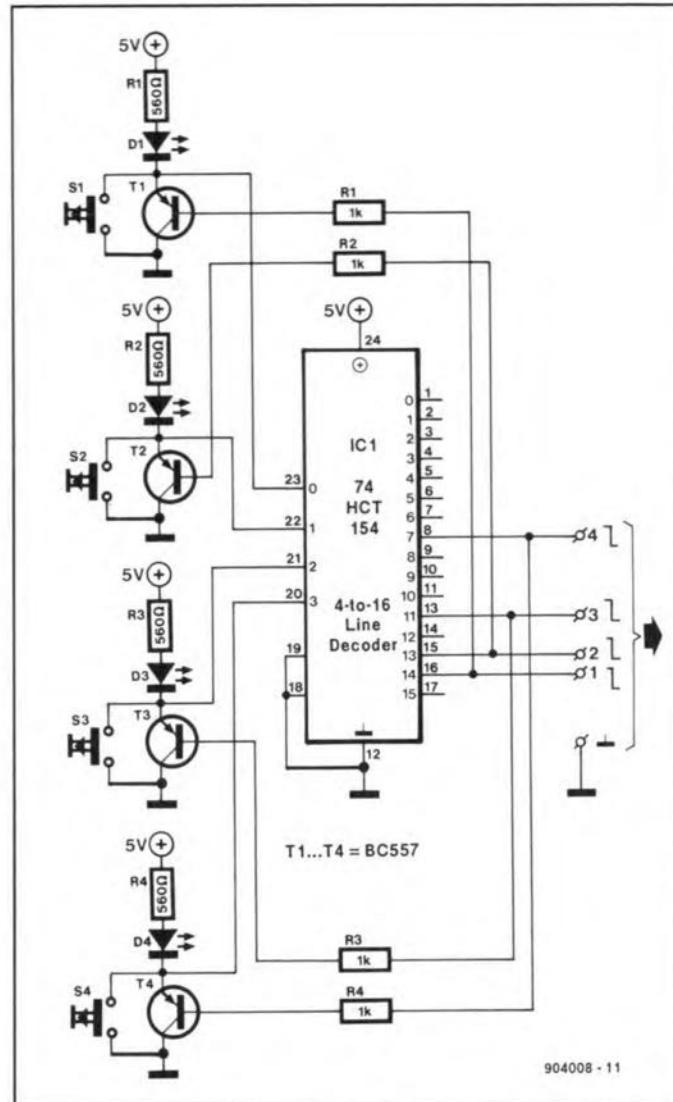 5V
R1
560Ω
D1
S1
T1
R1
1k
R2
1k
5V
R2
560Ω
D2
S2
T2
5V
24
IC1
74
HCT
154
4-to-16
Line
Decoder
23 0
22 1
21 2
20 3
19
18
12
0 1
1 2
2 3
3 4
4 5
5 6
6 7
7 8
8 9
9 10
10 11
11 13
12 14
13 15
14 16
15 17
4
3
2
1
5V
R3
560Ω
D3
S3
T3
T1...T4 = BC557
5V
R4
560Ω
D4
S4
T4
R3
1k
R4
1k
904008 - 11